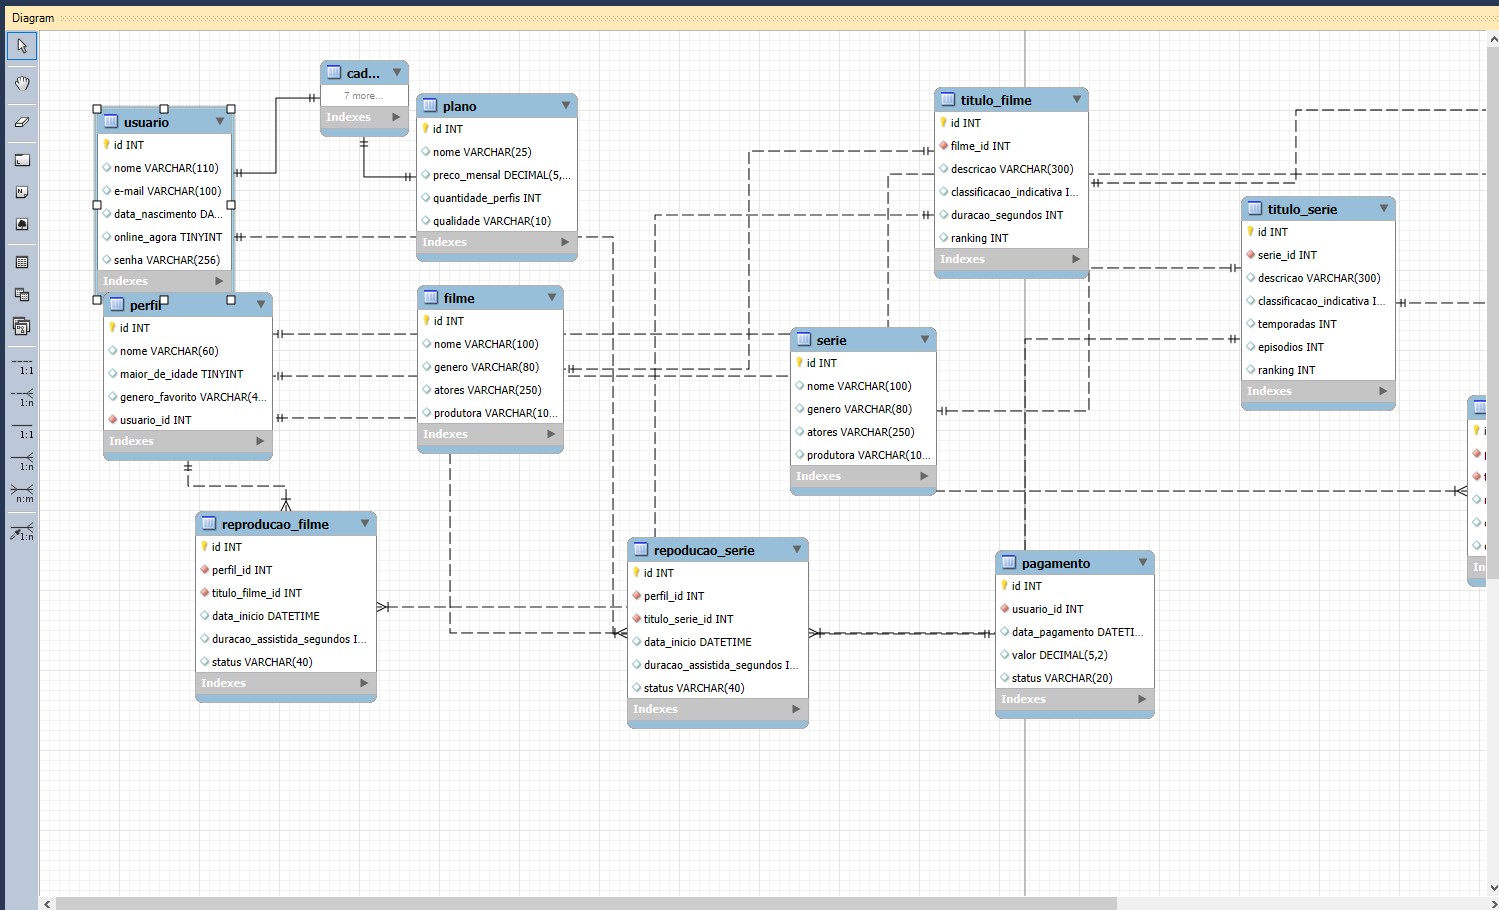 Diagram
cad...
7 more...
Indexes
usuario
id INT
nome VARCHAR(110)
e-mail VARCHAR(100)
data_nascimento DA...
online_agora TINYINT
senha VARCHAR(256)
Indexes
plano
id INT
nome VARCHAR(25)
preco_mensal DECIMAL(5,...
quantidade_perfis INT
qualidade VARCHAR(10)
Indexes
titulo_filme
id INT
filme_id INT
descricao VARCHAR(300)
classificacao_indicativa I...
duracao_segundos INT
ranking INT
Indexes
titulo_serie
id INT
serie_id INT
descricao VARCHAR(300)
classificacao_indicativa I...
temporadas INT
episodios INT
ranking INT
Indexes
perfil
id INT
nome VARCHAR(60)
maior_de_idade TINYINT
genero_favorito VARCHAR(4...
usuario_id INT
Indexes
filme
id INT
nome VARCHAR(100)
genero VARCHAR(80)
atores VARCHAR(250)
produtora VARCHAR(10...
Indexes
serie
id INT
nome VARCHAR(100)
genero VARCHAR(80)
atores VARCHAR(250)
produtora VARCHAR(10...
Indexes
1:1
1:n
1:1
1:n
n:m
1:n
reproducao_filme
id INT
perfil_id INT
titulo_filme_id INT
data_inicio DATETIME
duracao_assistida_segundos I...
status VARCHAR(40)
Indexes
repoducao_serie
id INT
perfil_id INT
titulo_serie_id INT
data_inicio DATETIME
duracao_assistida_segundos I...
status VARCHAR(40)
Indexes
pagamento
id INT
usuario_id INT
data_pagamento DATETI...
valor DECIMAL(5,2)
status VARCHAR(20)
Indexes
In